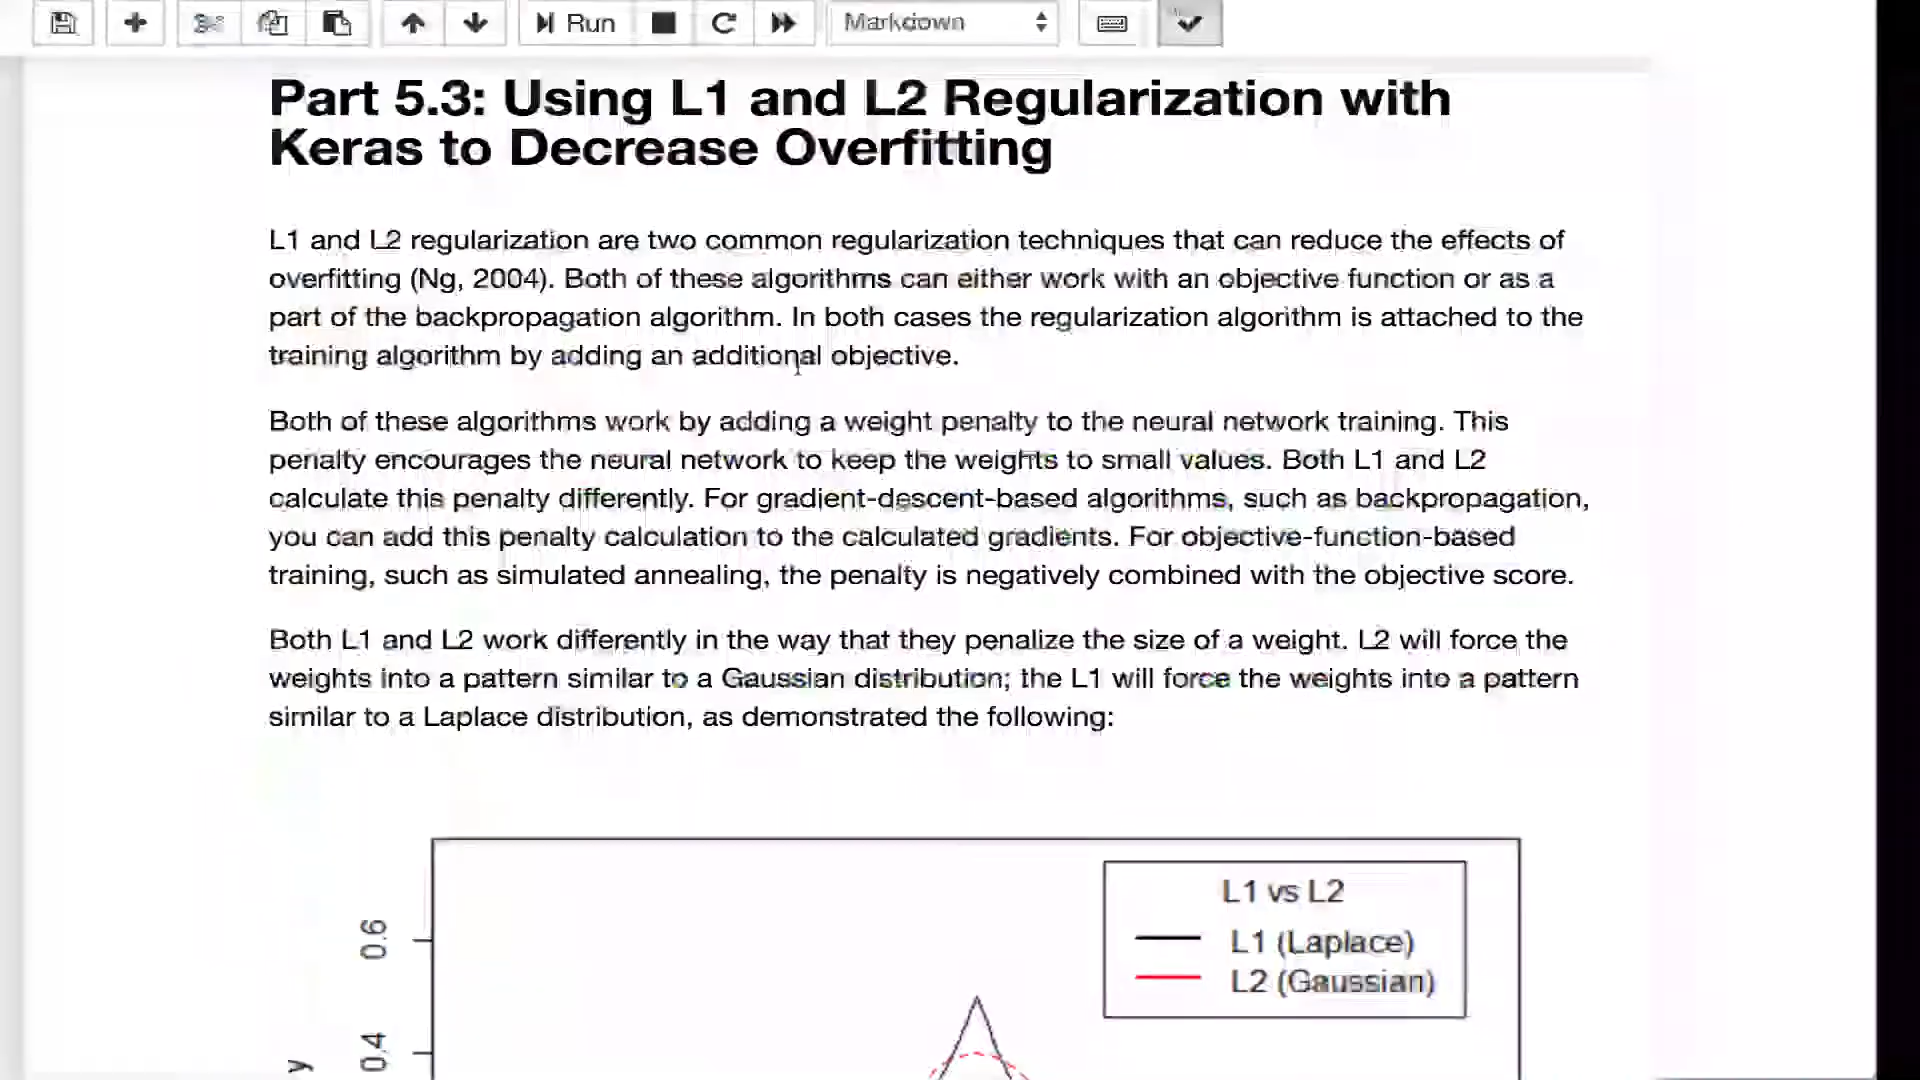 Run
Markdown
Part 5.3: Using L1 and L2 Regularization with
Keras to Decrease Overfitting
L1 and L2 regularization are two common regularization techniques that can reduce the effects of
overfitting (Ng, 2004). Both of these algorithms can either work with an objective function or as a
part of the backpropagation algorithm. In both cases the regularization algorithm is attached to the
training algorithm by adding an additional objective.
Both of these algorithms work by adding a weight penalty to the neural network training. This
penalty encourages the neural network to keep the weights to small values. Both L1 and L2
calculate this penalty differently. For gradient-descent-based algorithms, such as backpropagation,
you can add this penalty calculation to the calculated gradients. For objective-function-based
training, such as simulated annealing, the penalty is negatively combined with the objective score.
Both L1 and L2 work differently in the way that they penalize the size of a weight. L2 will force the
weights into a pattern similar to a Gaussian distribution; the L1 will force the weights into a pattern
similar to a Laplace distribution, as demonstrated the following:
L1 vs L2
L1 (Laplace)
L2 (Gaussian)
0.6
0.4
y